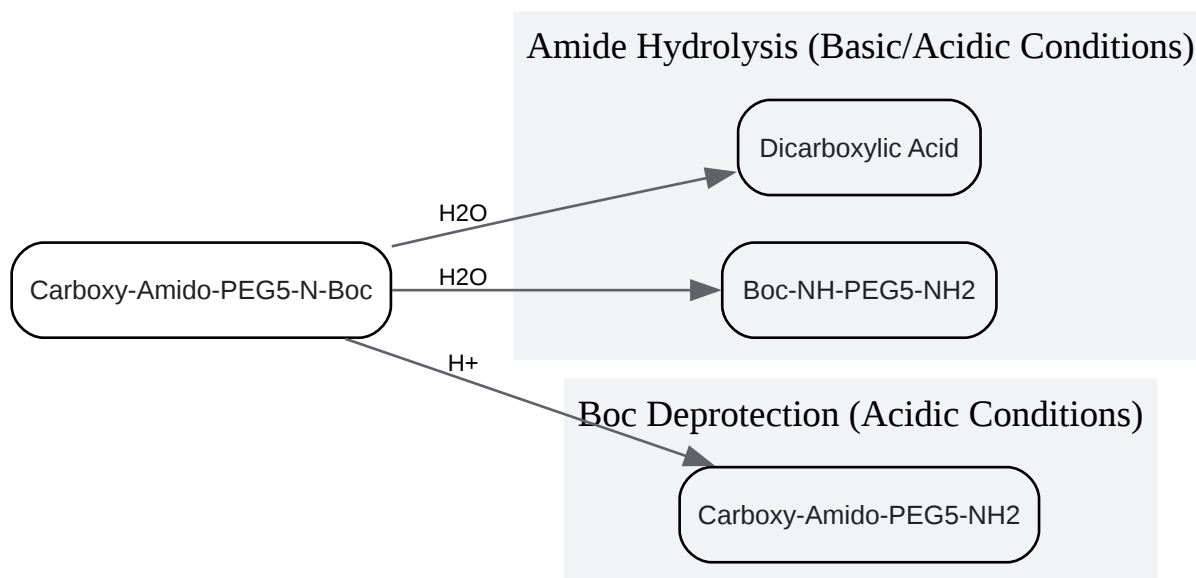 Amide Hydrolysis (Basic/Acidic Conditions)
Dicarboxylic Acid
H2O
Carboxy-Amido-PEG5-N-Boc
H2O
Boc-NH-PEG5-NH2
H+
Boc Deprotection (Acidic Conditions)
Carboxy-Amido-PEG5-NH2